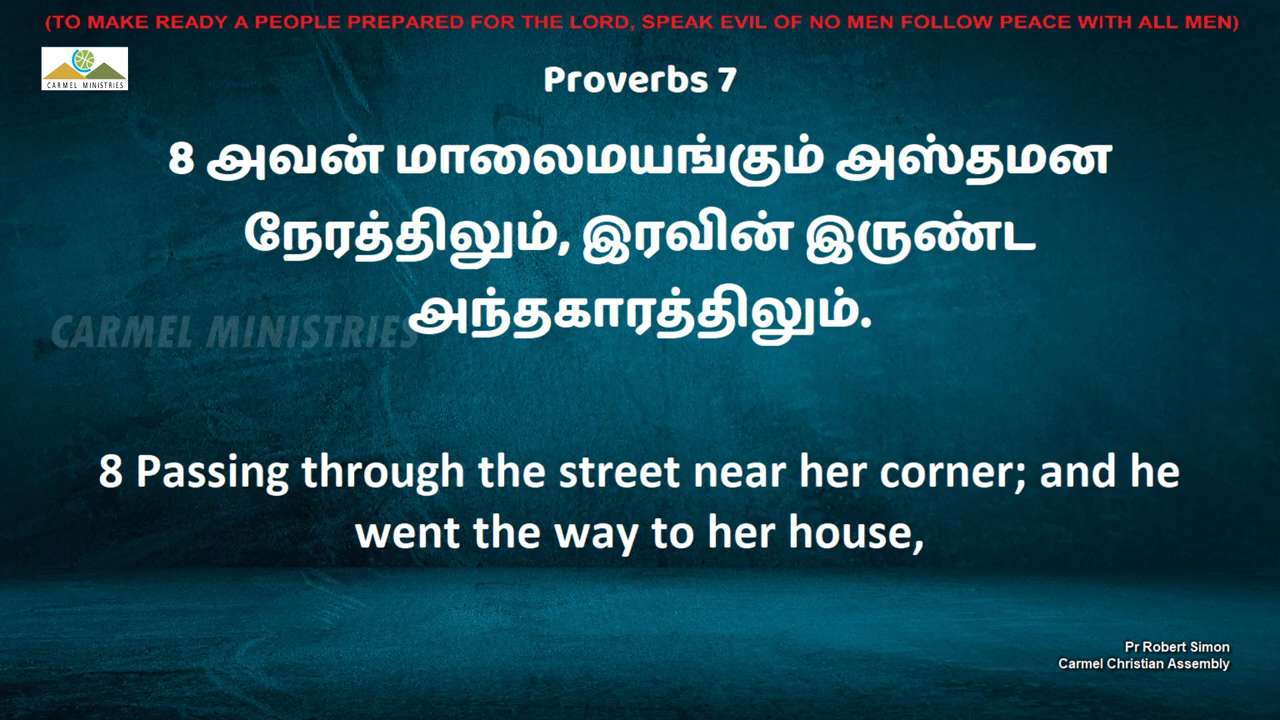 (TO MAKE READY A PEOPLE PREPARED FOR THE LORD, SPEAK EVIL OF NO MEN FOLLOW PEACE WITH ALL MEN)
CARMEL MINISTRIES
Proverbs 7
8 அவன் மாலைமயங்கும் அஸ்தமன
நேரத்திலும், இரவின் இருண்ட
அந்தகாரத்திலும்.
CARMEL MINISTRIES
8 Passing through the street near her corner; and he
went the way to her house,
Pr Robert Simon
Carmel Christian Assembly